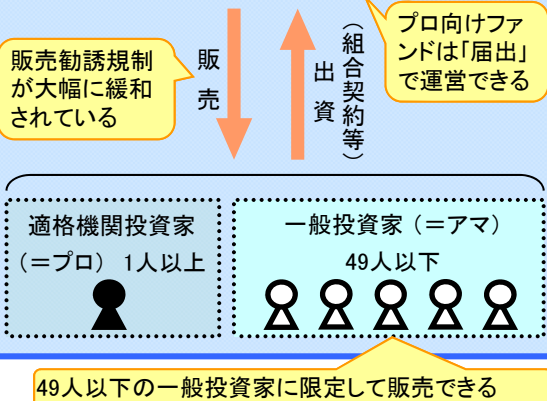 プロ向けファ
ンドは「届出」
で運営できる
販売勧誘規制
が大幅に緩和
されている
販売
出資
(組合契約等)
適格機関投資家
(=プロ) 1人以上
一般投資家(=アマ)
49人以下
49人以下の一般投資家に限定して販売できる